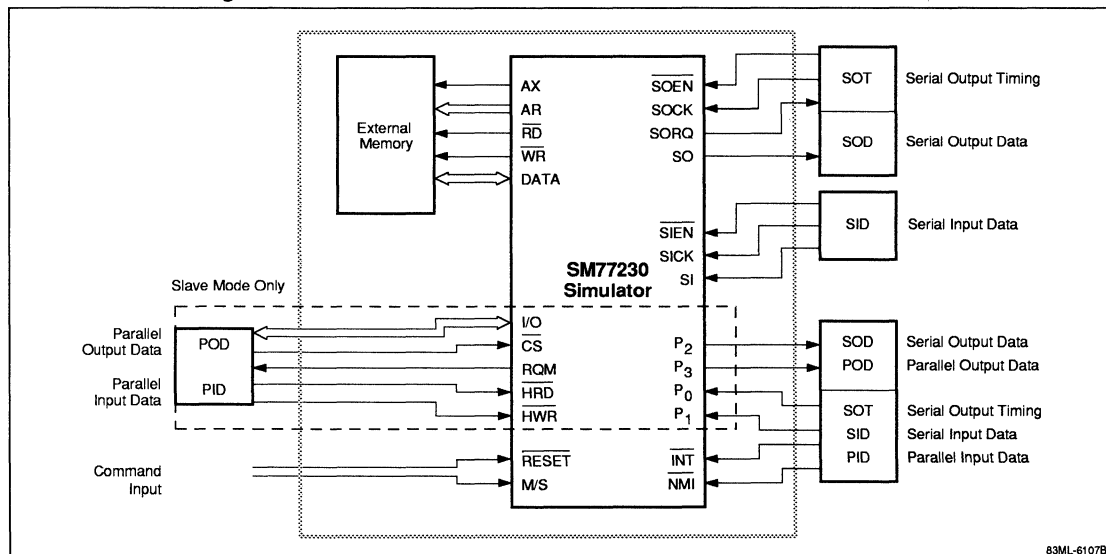 External
Memory
AX
AR
RD
WR
DATA
SOEN
SOCK
SORQ
SO
SOT
Serial Output Timing
SOD
Serial Output Data
SIEN
SICK
SI
SID
Serial Input Data
SM77230
Simulator
Slave Mode Only
Parallel
Output Data
Parallel
Input Data
POD
PID
I/O
CS
RQM
HRD
HWR
P2
P3
P0
P1
SOD
Serial Output Data
POD
Parallel Output Data
SOT
Serial Output Timing
SID
Serial Input Data
PID
Parallel Input Data
Command
Input
RESET
M/S
INT
NMI
83ML-6107B